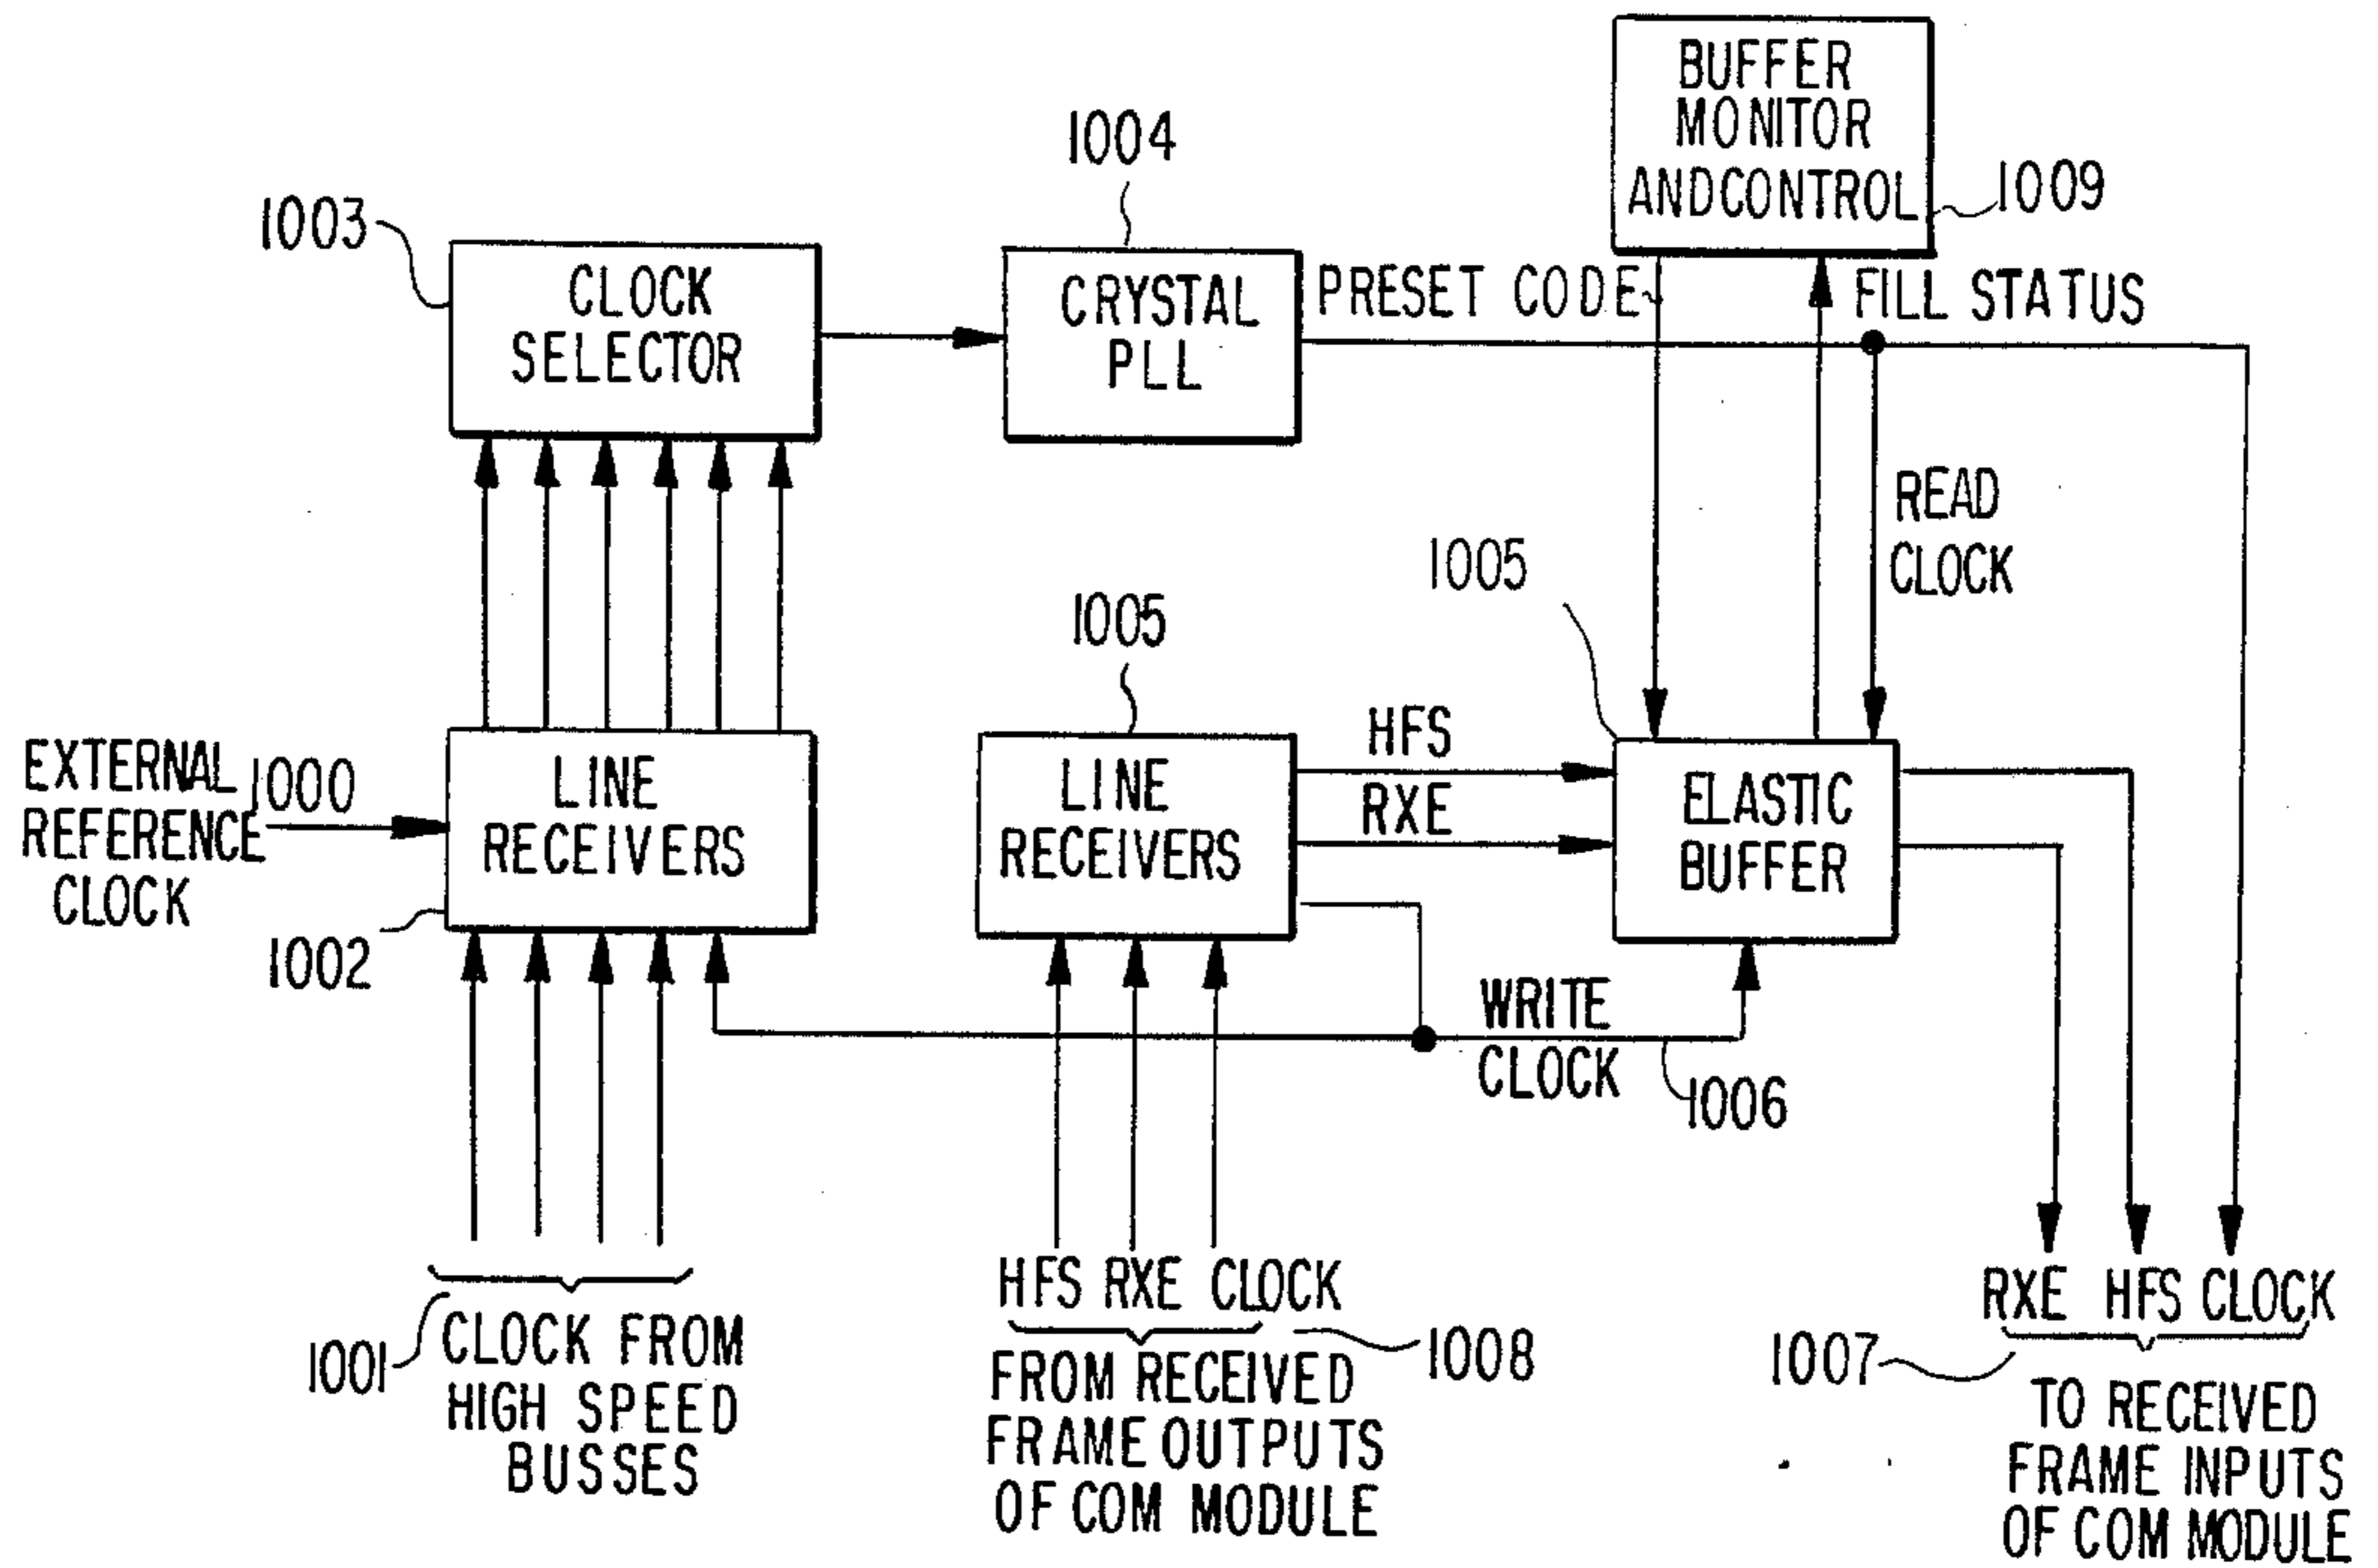 BUFFER
MONITOR
ANDCONTROL
1009
1004
1003
CLOCK
SELECTOR
CRYSTAL
PLL
PRESET CODE
FILL STATUS
READ
CLOCK
1005
1005
EXTERNAL
REFERENCE
CLOCK
1000
LINE
RECEIVERS
1002
LINE
RECEIVERS
HFS
RXE
ELASTIC
BUFFER
WRITE
CLOCK
1006
1001
CLOCK FROM
HIGH SPEED
BUSSES
HFS RXE CLOCK
1008
FROM RECEIVED
FRAME OUTPUTS
OF COM MODULE
RXE HFS CLOCK
1007
TO RECEIVED
FRAME INPUTS
OF COM MODULE